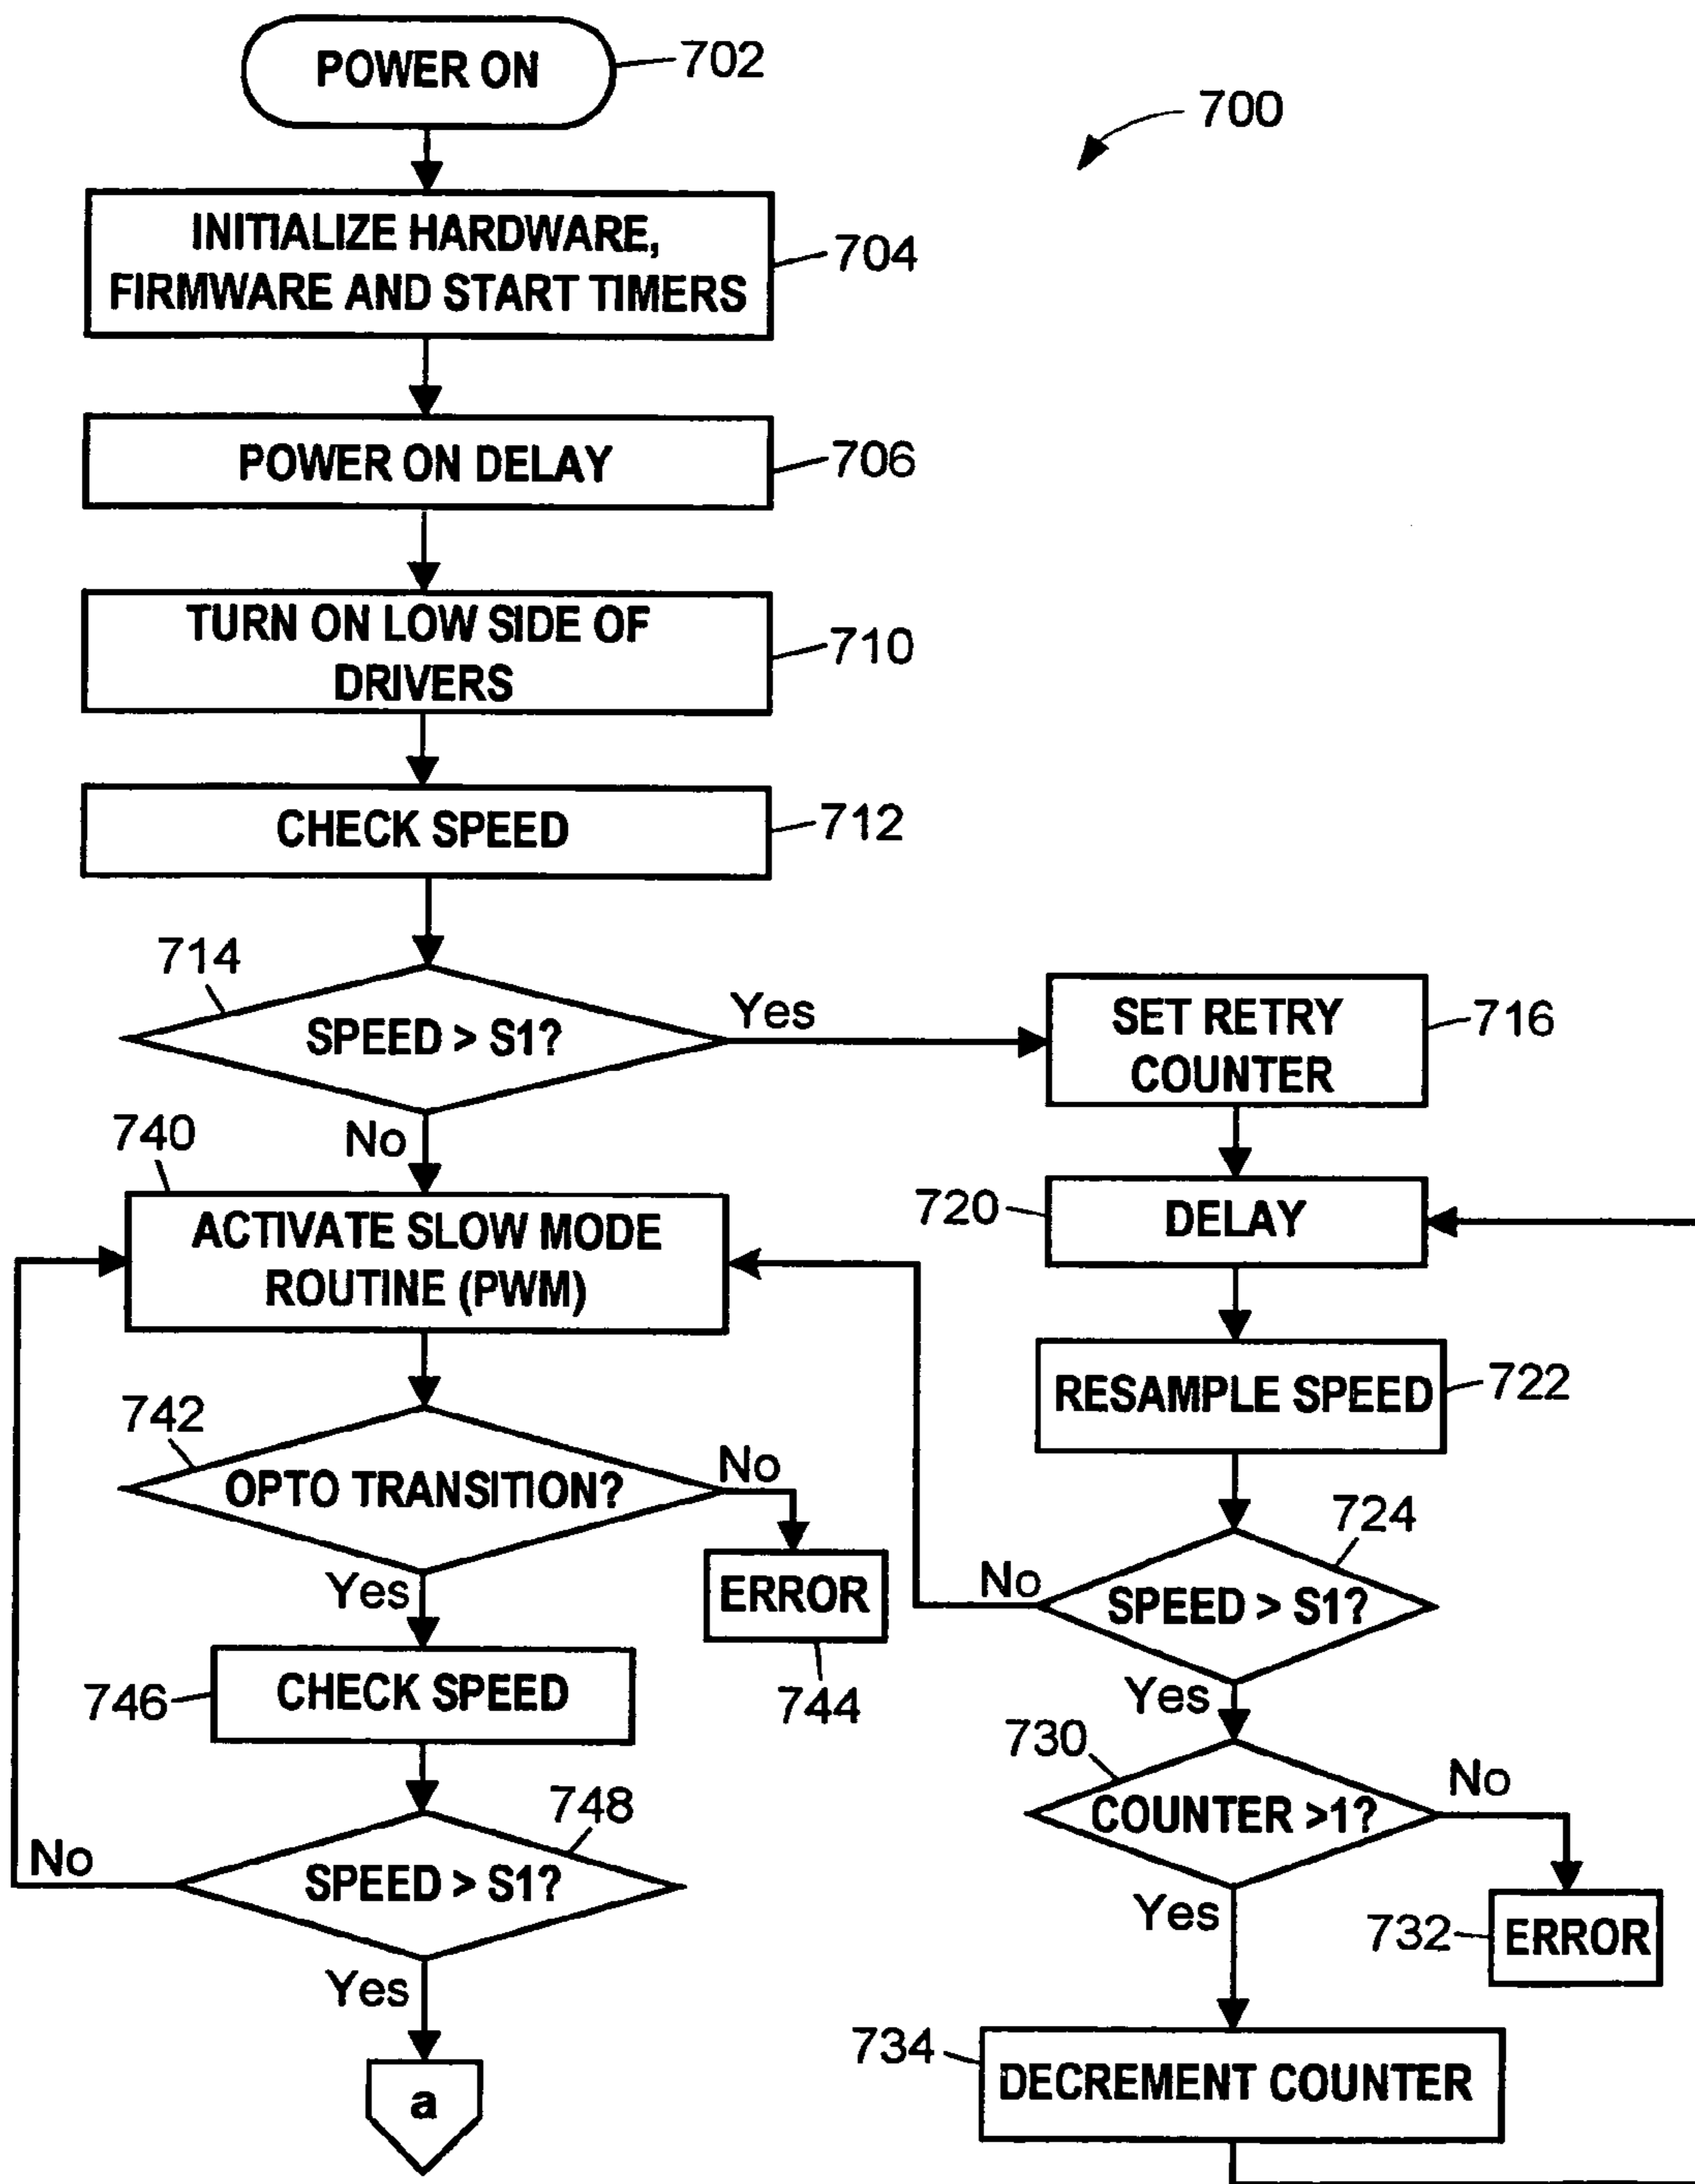 POWER ON
702
700
INITIALIZE HARDWARE,
FIRMWARE AND START TIMERS
704
POWER ON DELAY
706
TURN ON LOW SIDE OF
DRIVERS
710
CHECK SPEED
712
714
SPEED > S1?
Yes
No
SET RETRY
COUNTER
716
740
ACTIVATE SLOW MODE
ROUTINE (PWM)
720
DELAY
RESAMPLE SPEED
722
742
OPTO TRANSITION?
No
Yes
ERROR
744
724
SPEED > S1?
No
Yes
746
CHECK SPEED
748
SPEED > S1?
No
Yes
a
730
COUNTER >1?
No
Yes
732
ERROR
734
DECREMENT COUNTER